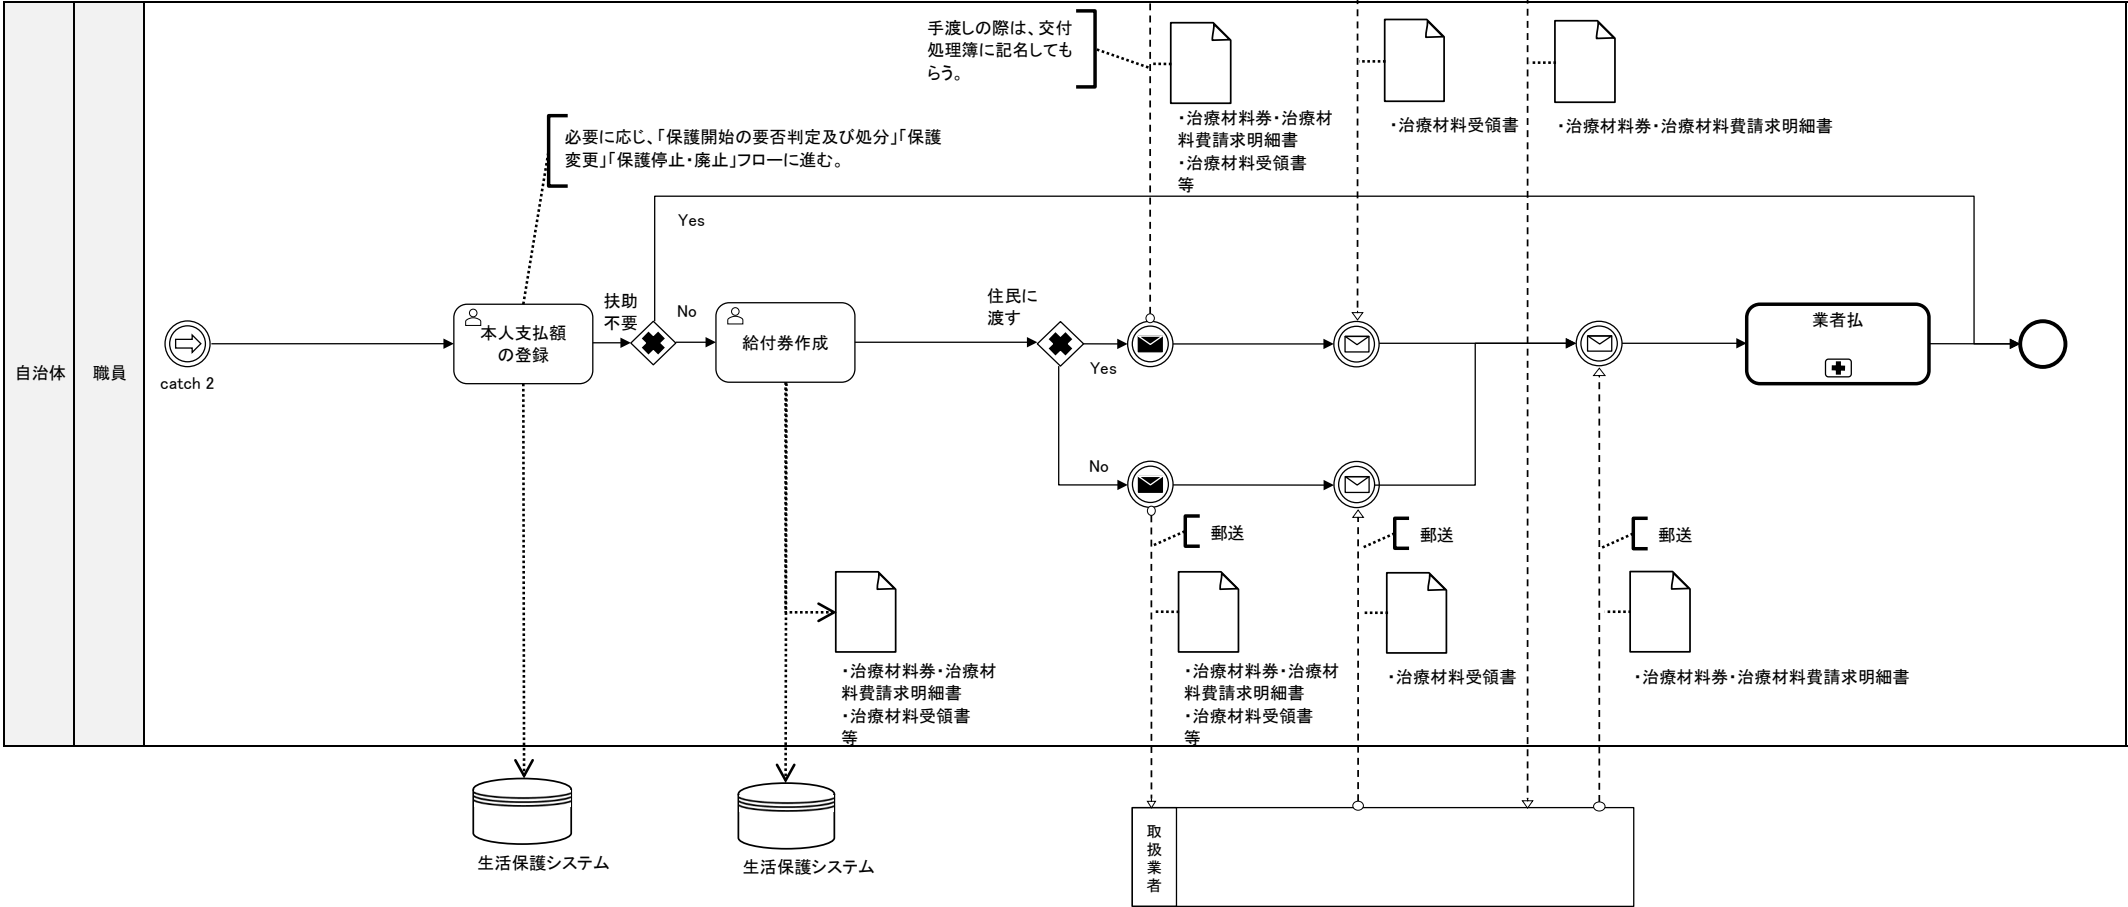 手渡しの際は、交付
処理簿に記名しても
らう。
・治療材料券・治療材
料費請求明細書
・治療材料受領書
等
・治療材料受領書
・治療材料券・治療材料費請求明細書
必要に応じ、「保護開始の要否判定及び処分」「保護
変更」「保護停止・廃止」フローに進む。
Yes
自治体
職員
catch 2
本人支払額
の登録
扶助
不要
No
給付券作成
住民に
渡す
Yes
No
業者払
郵送
郵送
郵送
・治療材料券・治療材
料費請求明細書
・治療材料受領書
等
・治療材料券・治療材
料費請求明細書
・治療材料受領書
等
・治療材料受領書
・治療材料券・治療材料費請求明細書
生活保護システム
生活保護システム
取
扱
業
者